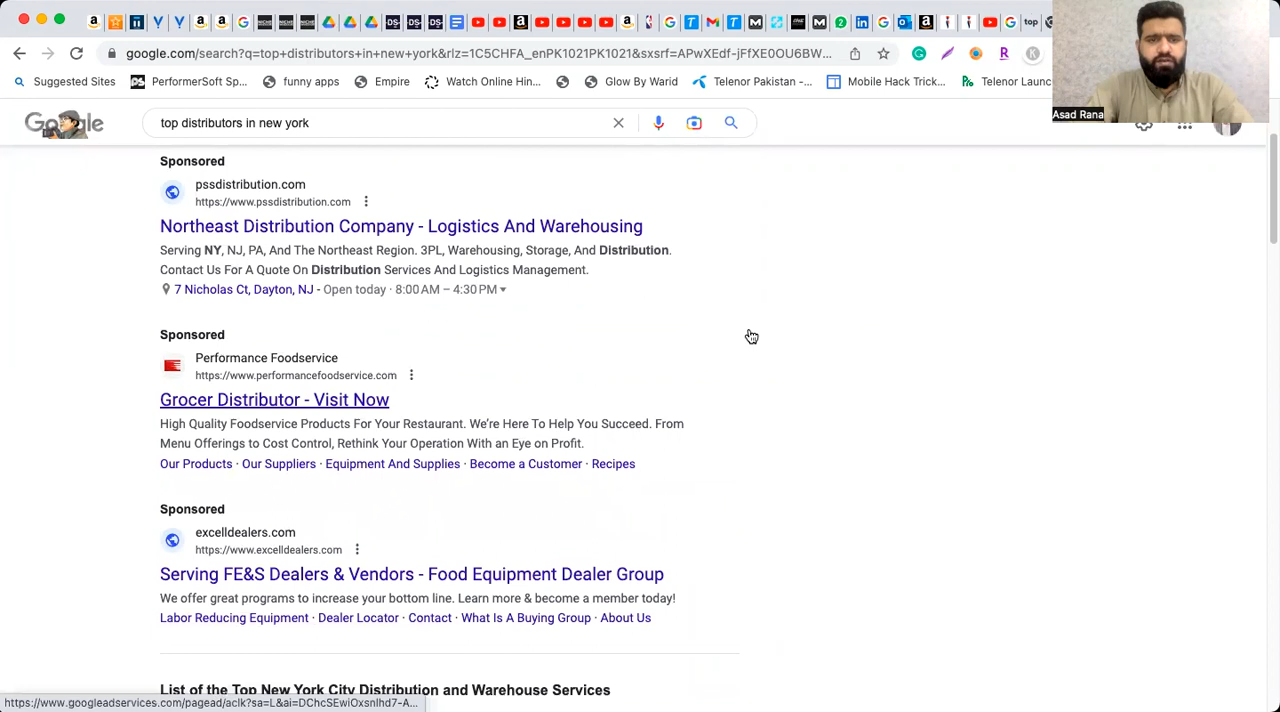 DS-
DS-
DS-
top
google.com/search?q=top+distributors+in+new+york&rlz=1C5CHFA_enPK1021PK1021&sxsrf=APwXEdf-jFfXE0OU6BW...
Suggested Sites
PerformerSoft Sp...
funny apps
Empire
Watch Online Hin...
Glow By Warid
Telenor Pakistan -...
Mobile Hack Tric...
Telenor Laun
Asad Rana
top distributors in new york
Sponsored
pssdistribution.com
https://www.pssdistribution.com
Northeast Distribution Company - Logistics And Warehousing
Serving NY, NJ, PA, And The Northeast Region. 3PL, Warehousing, Storage, And Distribution.
Contact Us For A Quote On Distribution Services And Logistics Management.
7 Nicholas Ct, Dayton, NJ - Open today · 8:00 AM – 4:30 PM
Sponsored
Performance Foodservice
https://www.performancefoodservice.com
Grocer Distributor - Visit Now
High Quality Foodservice Products For Your Restaurant. We’re Here To Help You Succeed. From
Menu Offerings to Cost Control, Rethink Your Operation With an Eye on Profit.
Our Products · Our Suppliers · Equipment And Supplies · Become a Customer · Recipes
Sponsored
excelldealers.com
https://www.excelldealers.com
Serving FE&S Dealers & Vendors - Food Equipment Dealer Group
We offer great programs to increase your bottom line. Learn more & become a member today!
Labor Reducing Equipment · Dealer Locator · Contact · What Is A Buying Group · About Us
List of the Top New York City Distribution and Warehouse Services
https://www.googleadservices.com/pagead/aclk?sa=L&ai=DChcSEwiOxsnlhd7-A...